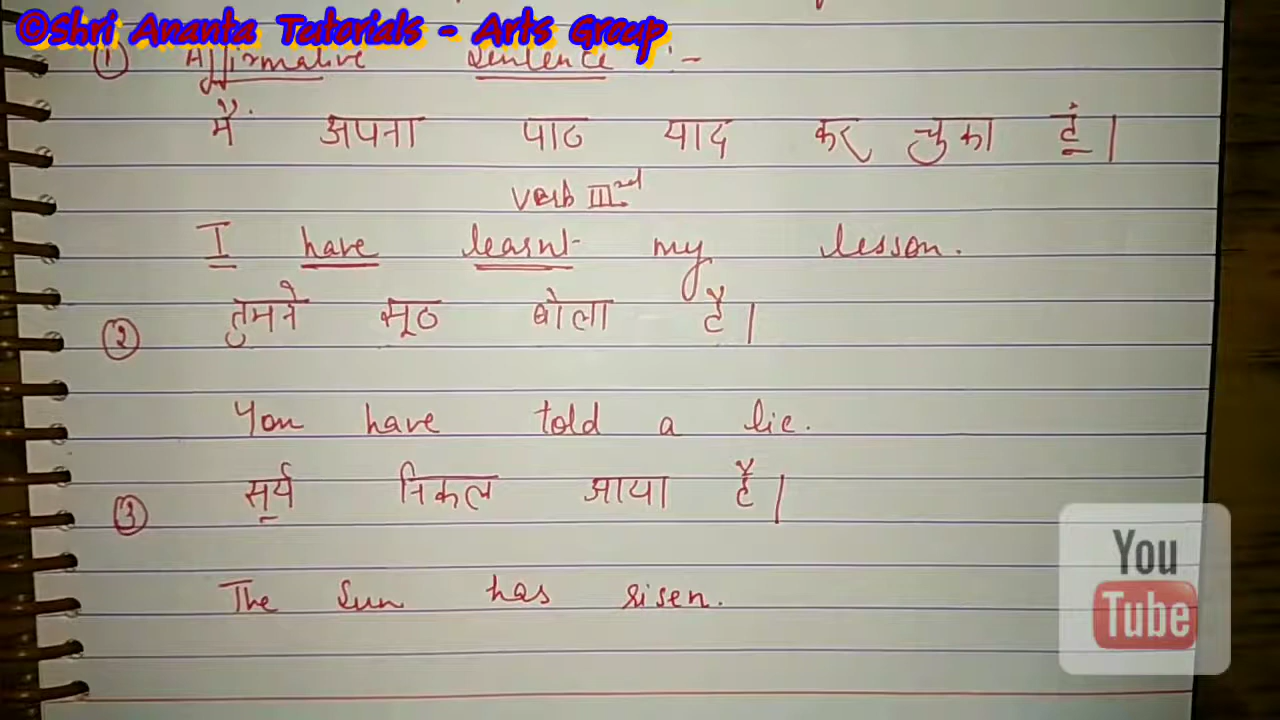 ©Shri Ananta Tutorials - Arts Group
① Affirmative Sentence :-
मैं अपना पाठ याद कर चुका हूं।
Verb IIIrd
I have learnt my lesson.
② तुमने झूठ बोला है।
You have told a lie.
③ सूर्य निकल आया है।
The Sun has risen.
You
Tube